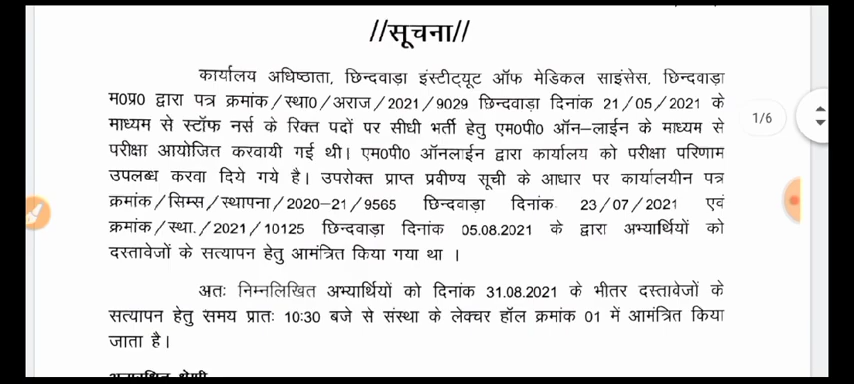 //सूचना//
कार्यालय अधिष्ठाता, छिन्दवाड़ा इंस्टीट्यूट ऑफ मेडिकल साइंसेस, छिन्दवाड़ा
म0प्र0 द्वारा पत्र क्रमांक/स्था0/अराज/2021/9029 छिन्दवाड़ा दिनांक 21/05/2021 के
माध्यम से स्टॉफ नर्स के रिक्त पदों पर सीधी भर्ती हेतु एम0पी0 ऑन–लाईन के माध्यम से
परीक्षा आयोजित करवायी गई थी। एम0पी0 ऑनलाईन द्वारा कार्यालय को परीक्षा परिणाम
उपलब्ध करवा दिये गये है। उपरोक्त प्राप्त प्रवीण्य सूची के आधार पर कार्यालयीन पत्र
क्रमांक/सिम्स/स्थापना/2020–21/9565 छिन्दवाड़ा दिनांक 23/07/2021 एवं
क्रमांक/स्था./2021/10125 छिन्दवाड़ा दिनांक 05.08.2021 के द्वारा अभ्यार्थियों को
दस्तावेजों के सत्यापन हेतु आमंत्रित किया गया था ।
अतः निम्नलिखित अभ्यार्थियों को दिनांक 31.08.2021 के भीतर दस्तावेजों के
सत्यापन हेतु समय प्रातः 10:30 बजे से संस्था के लेक्चर हॉल क्रमांक 01 में आमंत्रित किया
जाता है।
1/6